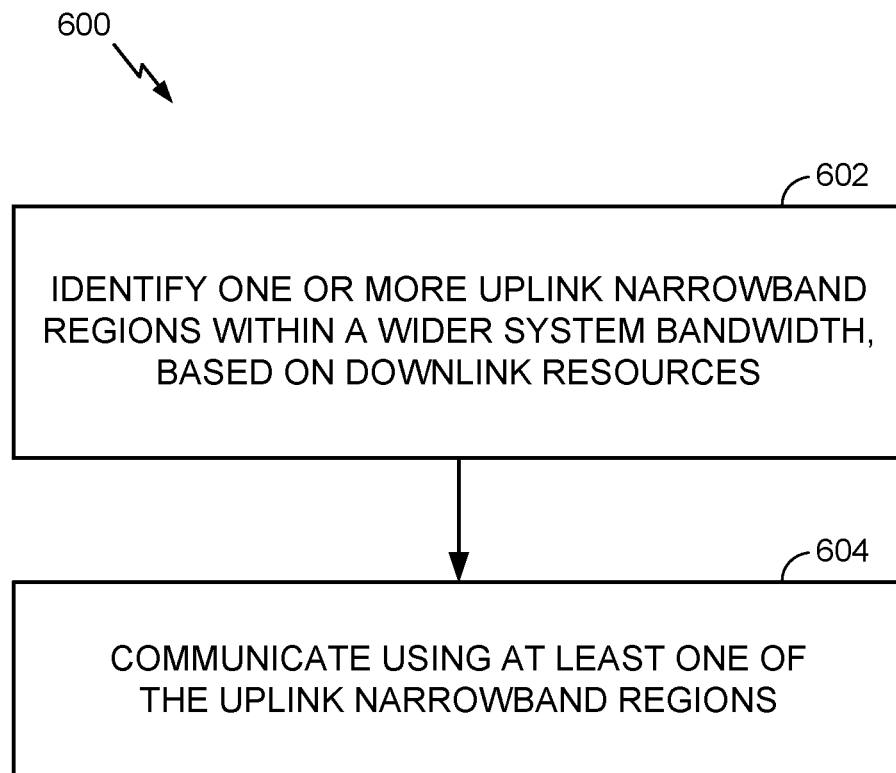 600
602
IDENTIFY ONE OR MORE UPLINK NARROWBAND
REGIONS WITHIN A WIDER SYSTEM BANDWIDTH,
BASED ON DOWNLINK RESOURCES
604
COMMUNICATE USING AT LEAST ONE OF
THE UPLINK NARROWBAND REGIONS